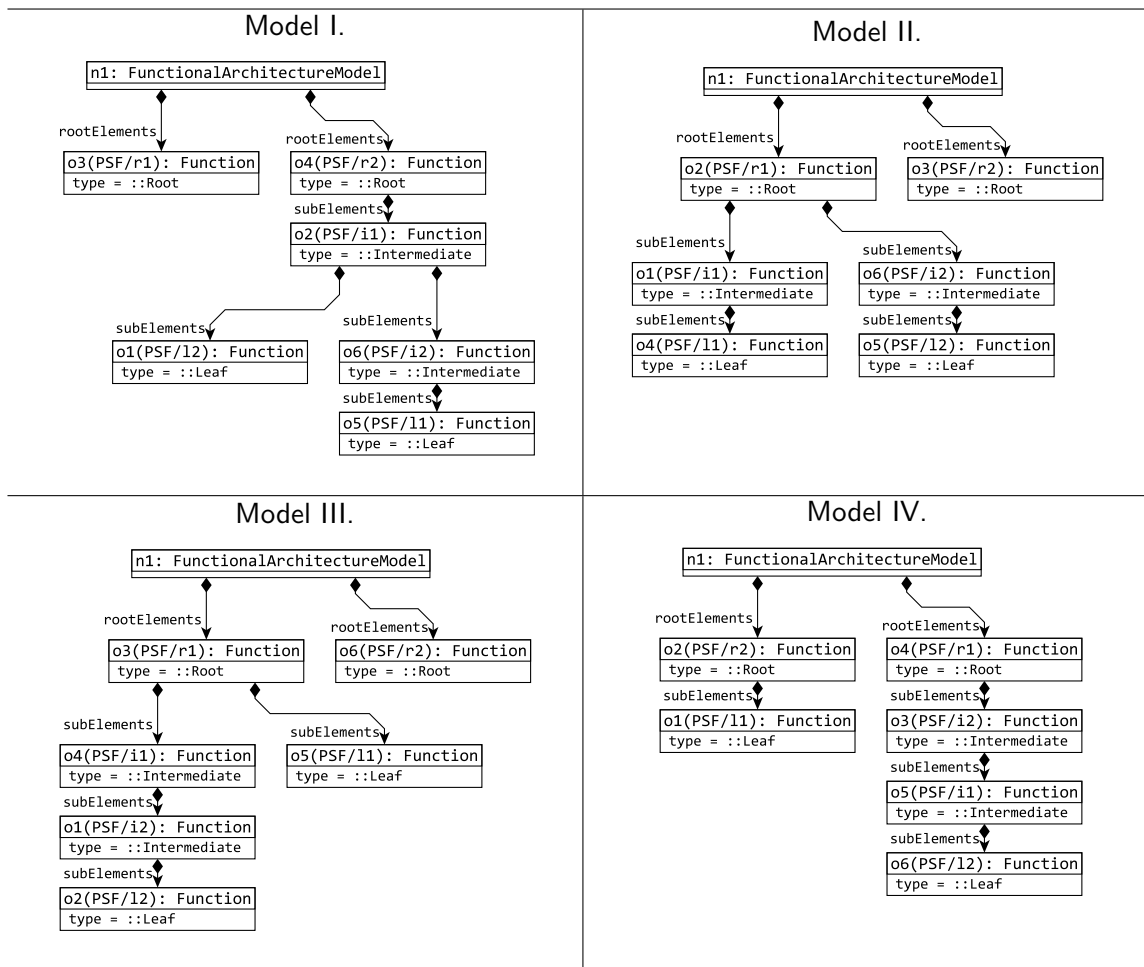 Model I.
n1: FunctionalArchitectureModel
rootElements
rootElements
o3(PSF/r1): Function
type = ::Root
o4(PSF/r2): Function
type = ::Root
subElements
o2(PSF/i1): Function
type = ::Intermediate
subElements
subElements
o1(PSF/l2): Function
type = ::Leaf
o6(PSF/i2): Function
type = ::Intermediate
subElements
o5(PSF/l1): Function
type = ::Leaf
Model II.
n1: FunctionalArchitectureModel
rootElements
rootElements
o2(PSF/r1): Function
type = ::Root
o3(PSF/r2): Function
type = ::Root
subElements
subElements
o1(PSF/i1): Function
type = ::Intermediate
o6(PSF/i2): Function
type = ::Intermediate
subElements
subElements
o4(PSF/l1): Function
type = ::Leaf
o5(PSF/l2): Function
type = ::Leaf
Model III.
n1: FunctionalArchitectureModel
rootElements
rootElements
o3(PSF/r1): Function
type = ::Root
o6(PSF/r2): Function
type = ::Root
subElements
subElements
o4(PSF/i1): Function
type = ::Intermediate
o5(PSF/l1): Function
type = ::Leaf
subElements
o1(PSF/i2): Function
type = ::Intermediate
subElements
o2(PSF/l2): Function
type = ::Leaf
Model IV.
n1: FunctionalArchitectureModel
rootElements
rootElements
o2(PSF/r2): Function
type = ::Root
o4(PSF/r1): Function
type = ::Root
subElements
subElements
o1(PSF/l1): Function
type = ::Leaf
o3(PSF/i2): Function
type = ::Intermediate
subElements
o5(PSF/i1): Function
type = ::Intermediate
subElements
o6(PSF/l2): Function
type = ::Leaf